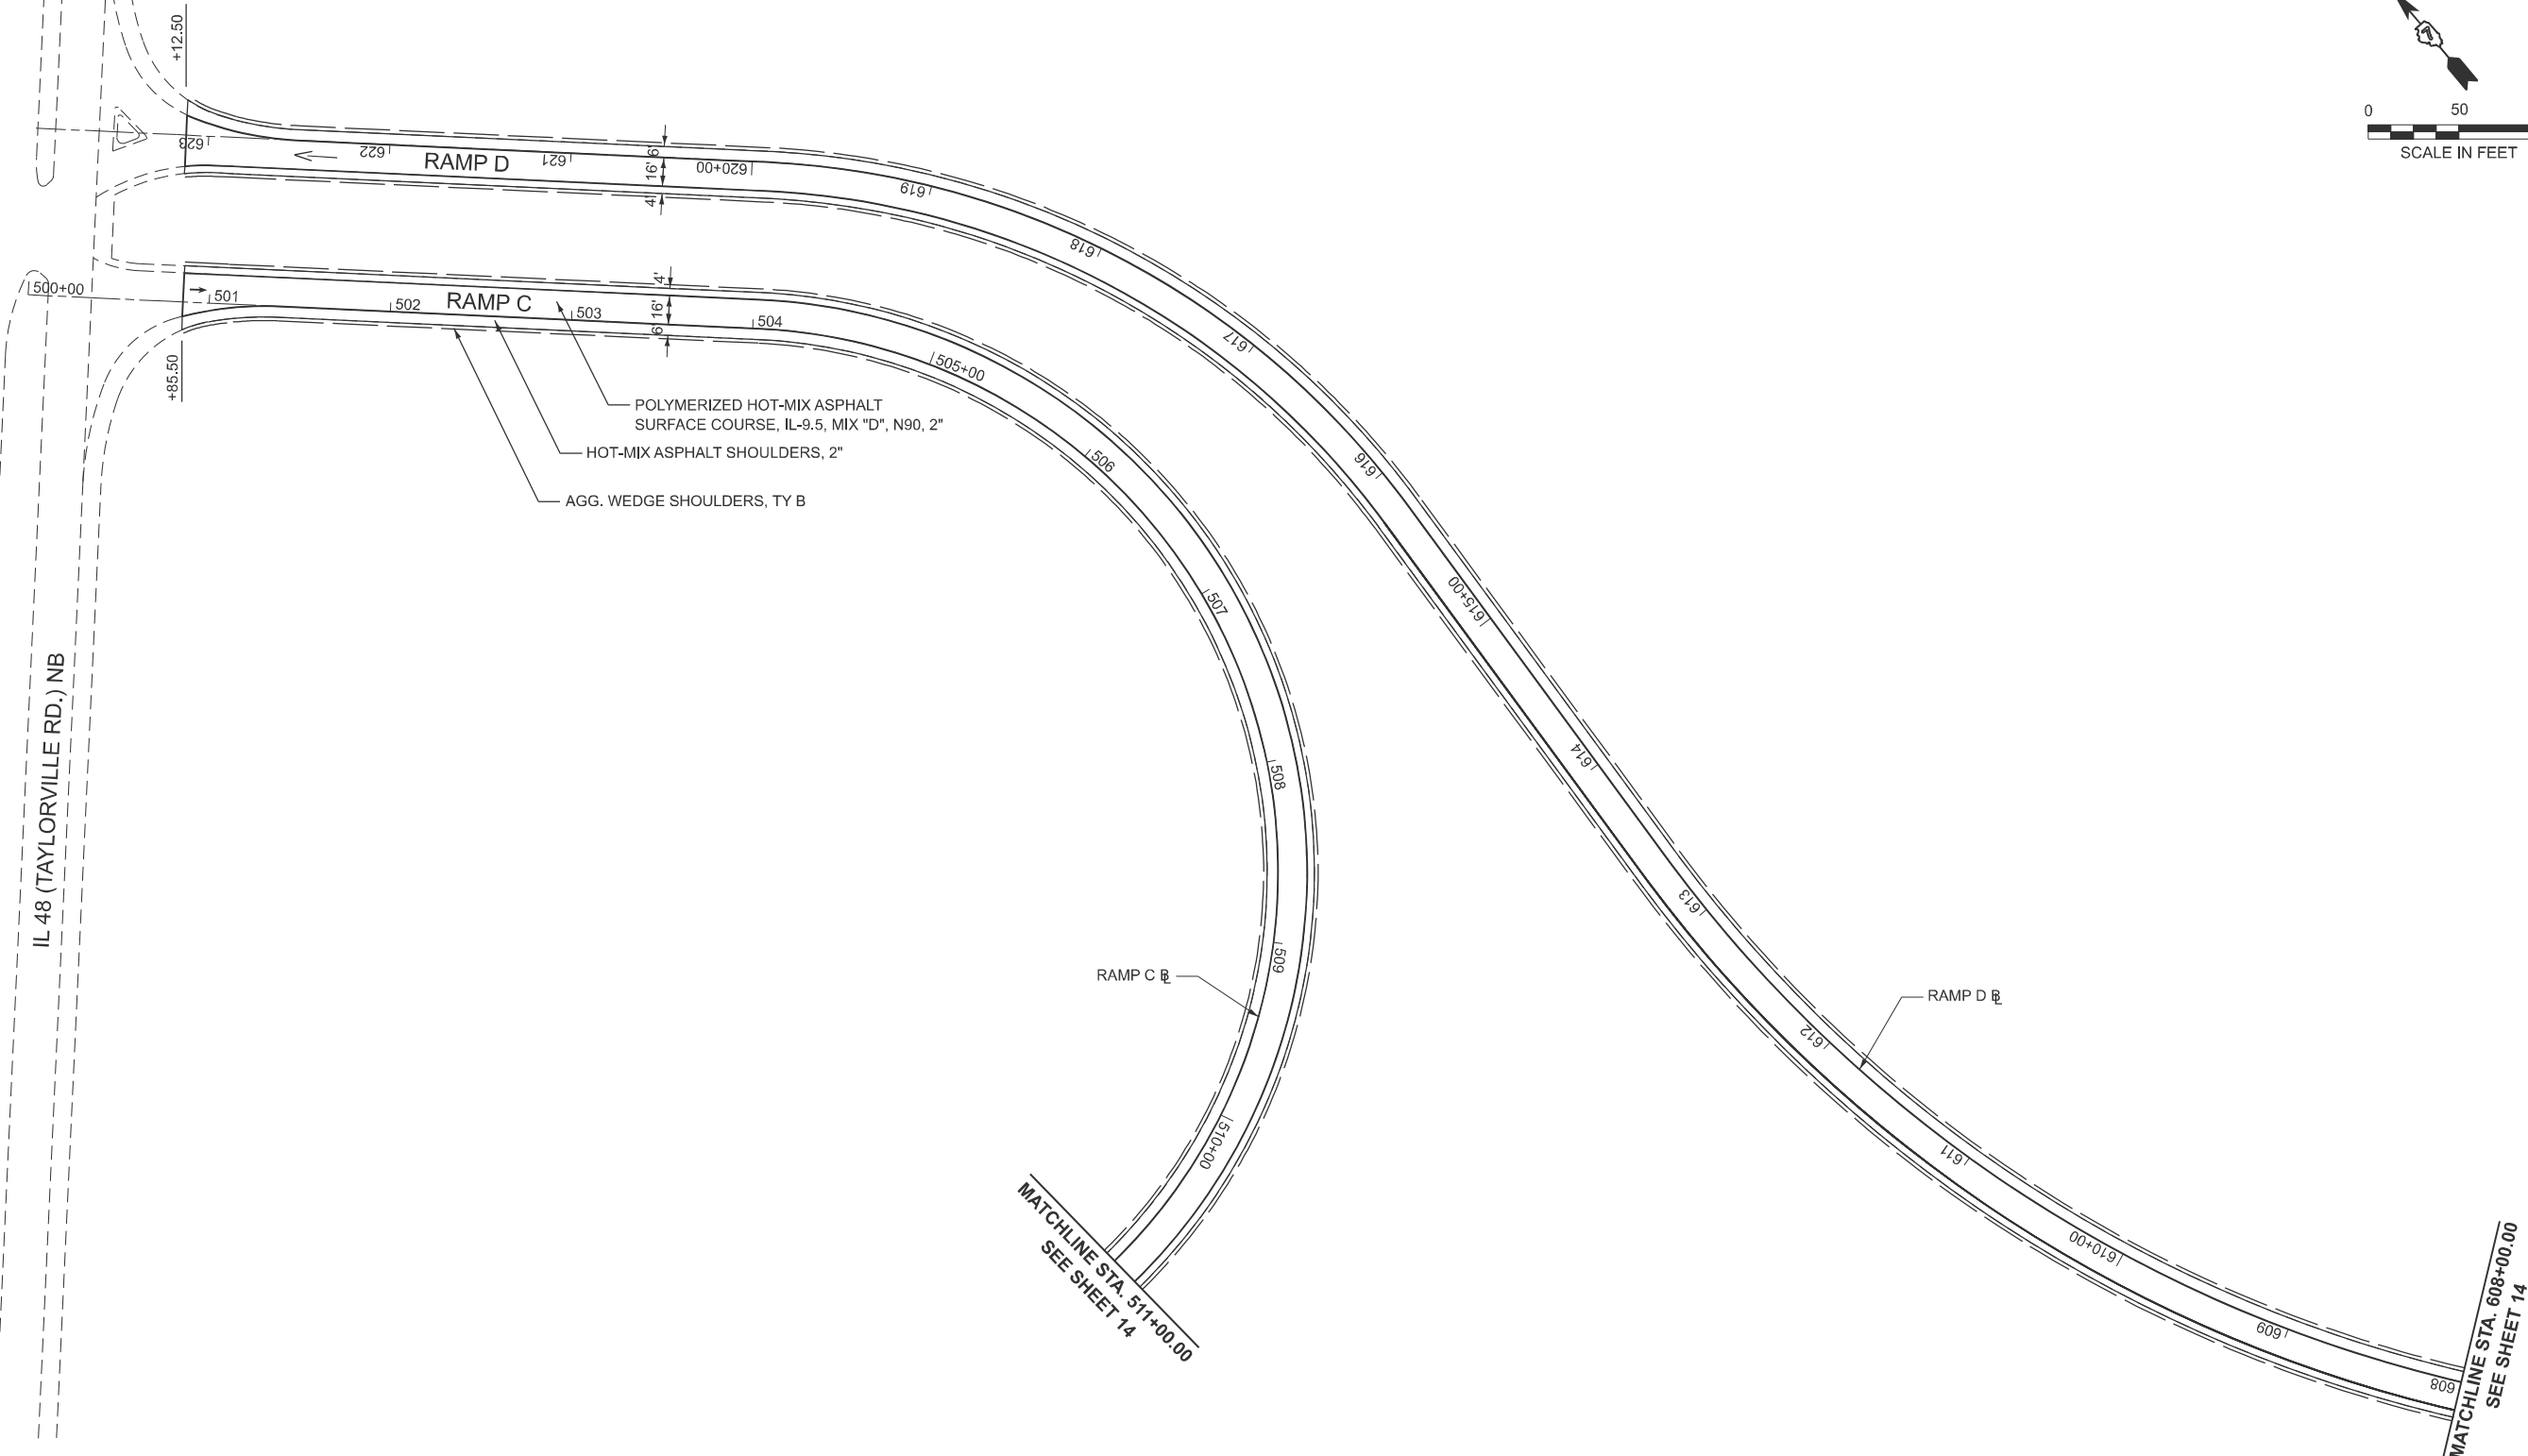 +12.50
0 50
SCALE IN FEET
623
622
RAMP D
621
6'
16'
4'
620+00
619
618
617
616
615+00
614
613
612
611
610+00
609
608
500+00
501
502
RAMP C
503
4'
16'
6'
504
505+00
506
507
508
509
510+00
+85.50
POLYMERIZED HOT-MIX ASPHALT
SURFACE COURSE, IL-9.5, MIX "D", N90, 2"
HOT-MIX ASPHALT SHOULDERS, 2"
AGG. WEDGE SHOULDERS, TY B
IL 48 (TAYLORVILLE RD.) NB
RAMP C BL
RAMP D BL
MATCHLINE STA. 511+00.00
SEE SHEET 14
MATCHLINE STA. 608+00.00
SEE SHEET 14